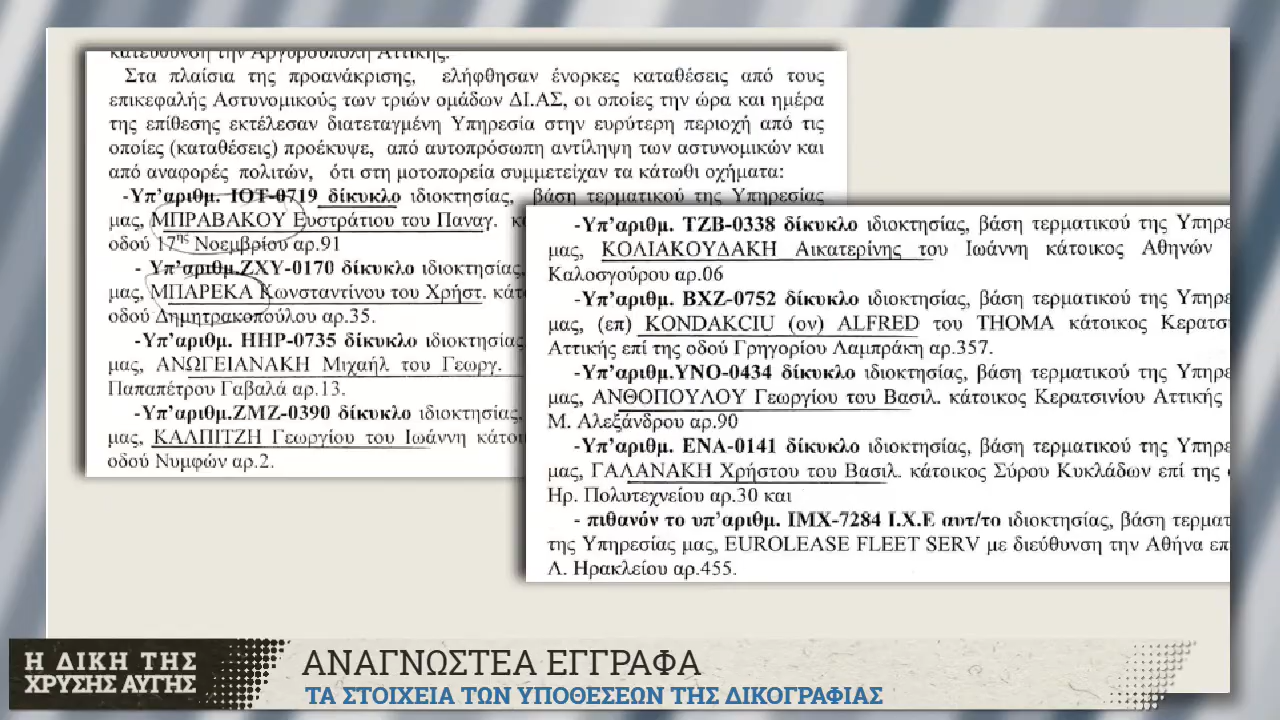 κατεύθυνση την Αργυρούπολη Αττικής.
Στα πλαίσια της προανάκρισης, ελήφθησαν ένορκες καταθέσεις από τους
επικεφαλής Αστυνομικούς των τριών ομάδων ΔΙ.ΑΣ, οι οποίες την ώρα και ημέρα
της επίθεσης εκτέλεσαν διατεταγμένη Υπηρεσία στην ευρύτερη περιοχή από τις
οποίες (καταθέσεις) προέκυψε, από αυτοπρόσωπη αντίληψη των αστυνομικών και
από αναφορές πολιτών, ότι στη μοτοπορεία συμμετείχαν τα κάτωθι οχήματα:
-Υπ’αριθμ. ΙΟΤ-0719 δίκυκλο ιδιοκτησίας, βάση τερματικού της Υπηρεσίας
μας, ΜΠΡΑΒΑΚΟΥ Ευστράτιου του Παναγ.
οδού 17ης Νοεμβρίου αρ.91
- Υπ’αριθμ.ΖΧΥ-0170 δίκυκλο ιδιοκτησίας,
μας, ΜΠΑΡΕΚΑ Κωνσταντίνου του Χρήστ.
οδού Δημητρακοπούλου αρ.35.
-Υπ’αριθμ. ΗΗΡ-0735 δίκυκλο ιδιοκτησίας
μας, ΑΝΩΓΕΙΑΝΑΚΗ Μιχαήλ του Γεωργ.
Παπαπέτρου Γαβαλά αρ.13.
-Υπ’αριθμ.ΖΜΖ-0390 δίκυκλο ιδιοκτησίας,
μας, ΚΑΛΠΙΤΖΗ Γεωργίου του Ιωάννη
οδού Νυμφών αρ.2.
-Υπ’αριθμ. ΤΖΒ-0338 δίκυκλο ιδιοκτησίας, βάση τερματικού της Υπηρε
μας, ΚΟΛΙΑΚΟΥΔΑΚΗ Αικατερίνης του Ιωάννη κάτοικος Αθηνών
Καλοσγούρου αρ.06
-Υπ’αριθμ. ΒΧΖ-0752 δίκυκλο ιδιοκτησίας, βάση τερματικού της Υπηρε
μας, (επ) KONDAKCIU (ον) ALFRED του THOMA κάτοικος Κερατσι
Αττικής επί της οδού Γρηγορίου Λαμπράκη αρ.357.
-Υπ’αριθμ.ΥΝΟ-0434 δίκυκλο ιδιοκτησίας, βάση τερματικού της Υπηρε
μας, ΑΝΘΟΠΟΥΛΟΥ Γεωργίου του Βασιλ. κάτοικος Κερατσινίου Αττικής
Μ. Αλεξάνδρου αρ.90
-Υπ’αριθμ. ΕΝΑ-0141 δίκυκλο ιδιοκτησίας, βάση τερματικού της Υπηρε
μας, ΓΑΛΑΝΑΚΗ Χρήστου του Βασιλ. κάτοικος Σύρου Κυκλάδων επί της
Ηρ. Πολυτεχνείου αρ.30 και
- πιθανόν το υπ’αριθμ. ΙΜΧ-7284 Ι.Χ.Ε αυτ/το ιδιοκτησίας, βάση τερματ
της Υπηρεσίας μας, EUROLEASE FLEET SERV με διεύθυνση την Αθήνα επ
Λ. Ηρακλείου αρ.455.
Η ΔΙΚΗ ΤΗΣ
ΧΡΥΣΗΣ ΑΥΓΗΣ
ΑΝΑΓΝΩΣΤΕΑ ΕΓΓΡΑΦΑ
ΤΑ ΣΤΟΙΧΕΙΑ ΤΩΝ ΥΠΟΘΕΣΕΩΝ ΤΗΣ ΔΙΚΟΓΡΑΦΙΑΣ